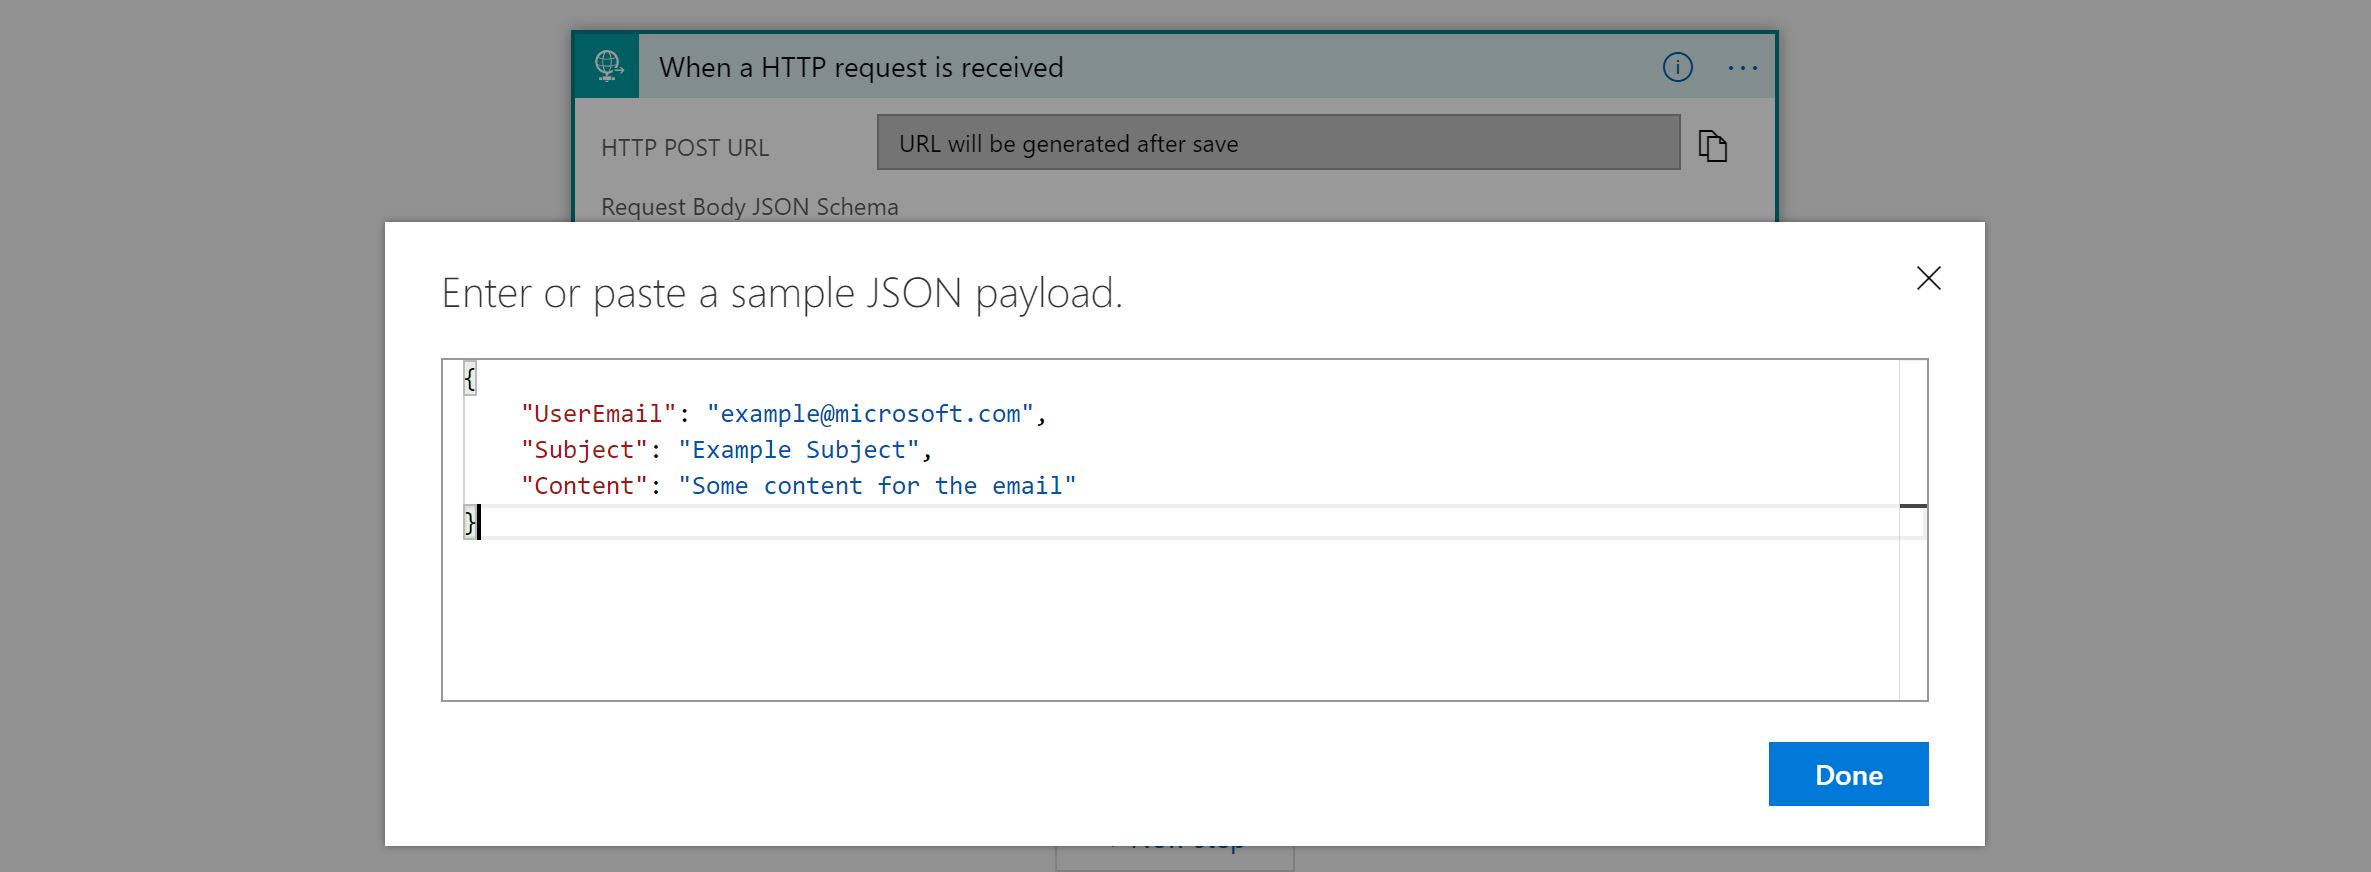 When a HTTP request is received
HTTP POST URL
URL will be generated after save
Request Body JSON Schema
Enter or paste a sample JSON payload.
{
"UserEmail": "example@microsoft.com",
"Subject": "Example Subject",
"Content": "Some content for the email"
}
Done